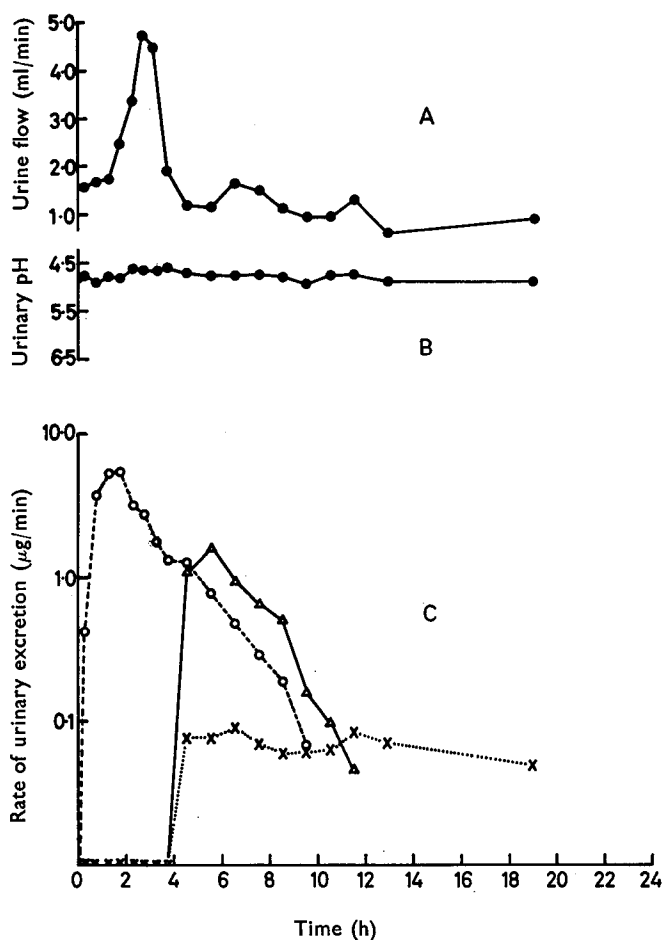 Urine flow (ml/min)
5·0
4·0
3·0
2·0
1·0
A
Urinary pH
4·5
5·5
6·5
B
Rate of urinary excretion (µg/min)
10·0
1·0
0·1
C
0 2 4 6 8 10 12 14 16 18 20 22 24
Time (h)